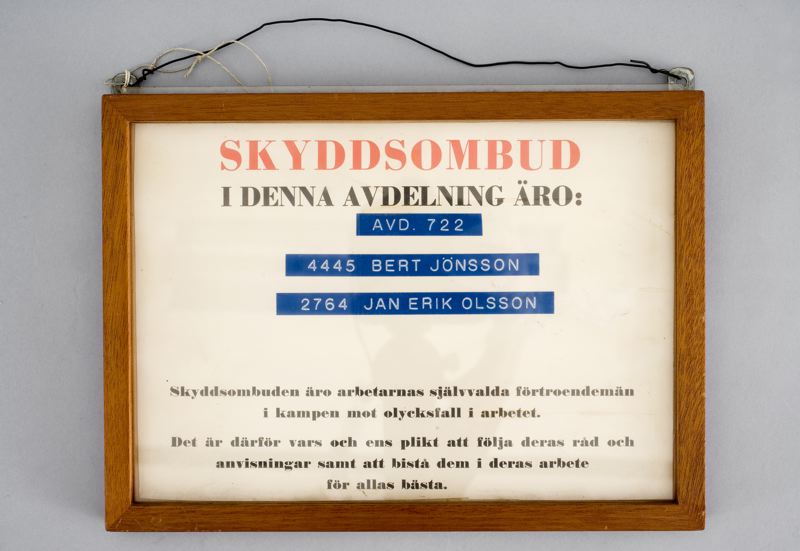 SKYDDSOMBUD
I DENNA AVDELNING ÄRO:
AVD. 722
4445 BERT JÖNSSON
2764 JAN ERIK OLSSON
Skyddsombuden äro arbetarnas självvalda förtroendemän
i kampen mot olycksfall i arbetet.
Det är därför vars och ens plikt att följa deras råd och
anvisningar samt att bistå dem i deras arbete
för allas bästa.